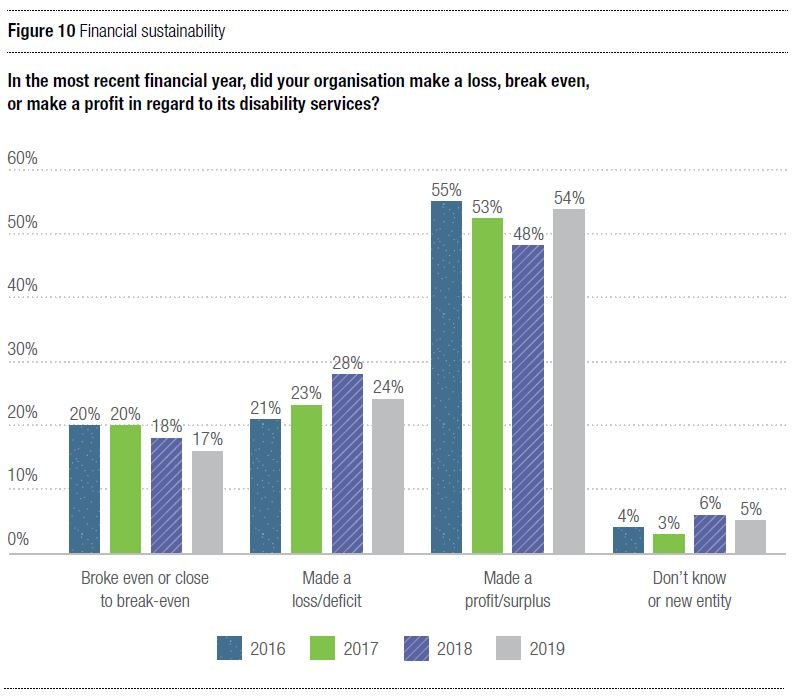 Figure 10 Financial sustainability
In the most recent financial year, did your organisation make a loss, break even,
or make a profit in regard to its disability services?
60%
50%
40%
30%
20%
10%
0%
20%
20%
18%
17%
21%
23%
28%
24%
55%
53%
48%
54%
4%
3%
6%
5%
Broke even or close
to break-even
Made a
loss/deficit
Made a
profit/surplus
Don’t know
or new entity
2016
2017
2018
2019